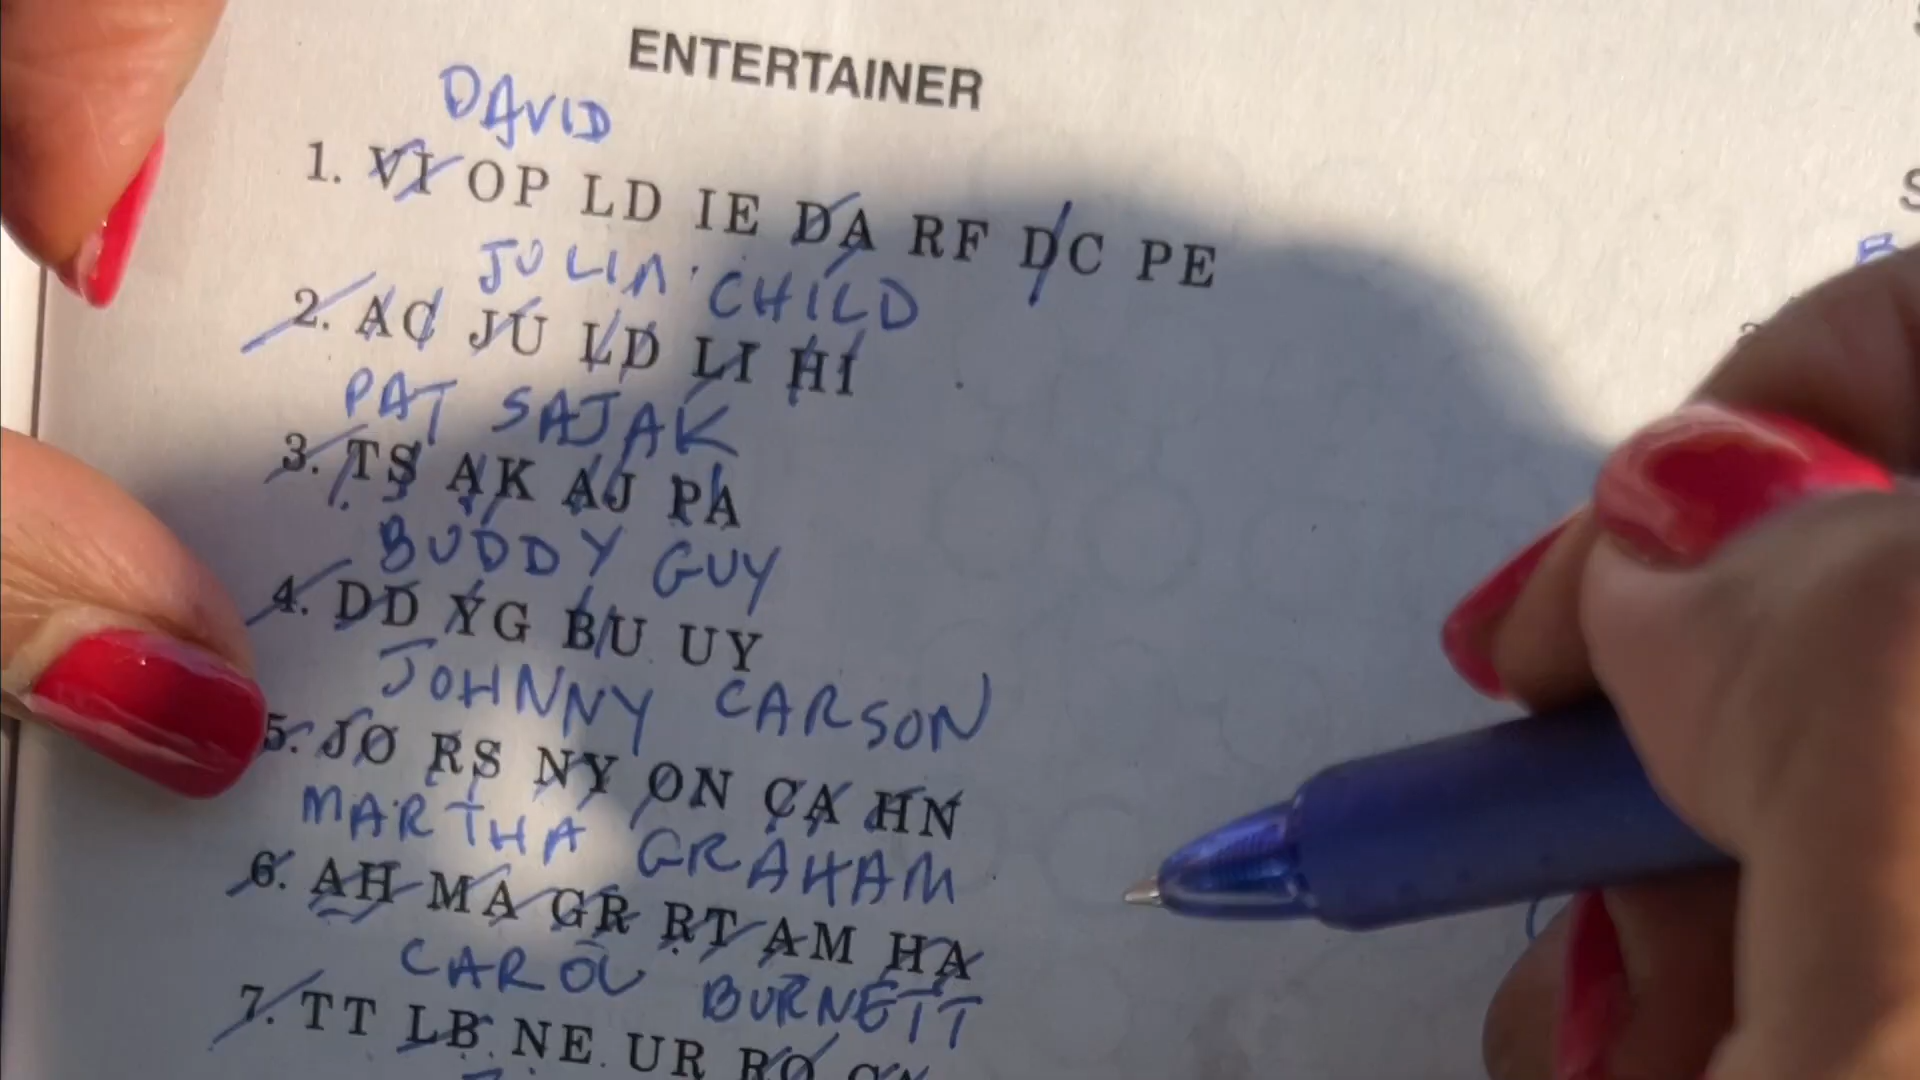 ENTERTAINER
DAVID
1. VI OP LD IE DA RF DC PE
JULIA CHILD
2. AC JU LD LI HI
PAT SAJAK
3. TS AK AJ PA
BUDDY GUY
4. DD YG BU UY
JOHNNY CARSON
5. JO RS NY ON CA HN
MARTHA GRAHAM
6. AH MA GR RT AM HA
CAROL BURNETT
7. TT LB NE UR RO CA